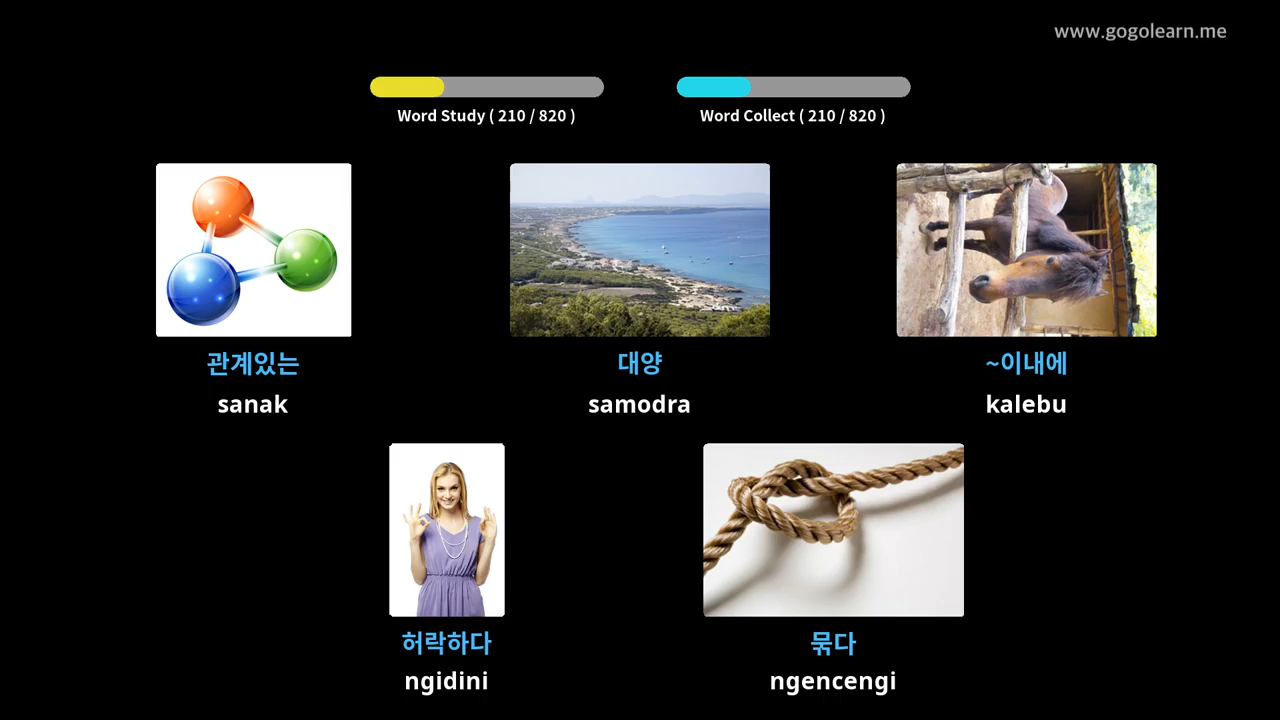 www.gogolearn.me
Word Study ( 210 / 820 )
Word Collect ( 210 / 820 )
관계있는
sanak
대양
samodra
~이내에
kalebu
허락하다
ngidini
묶다
ngencengi